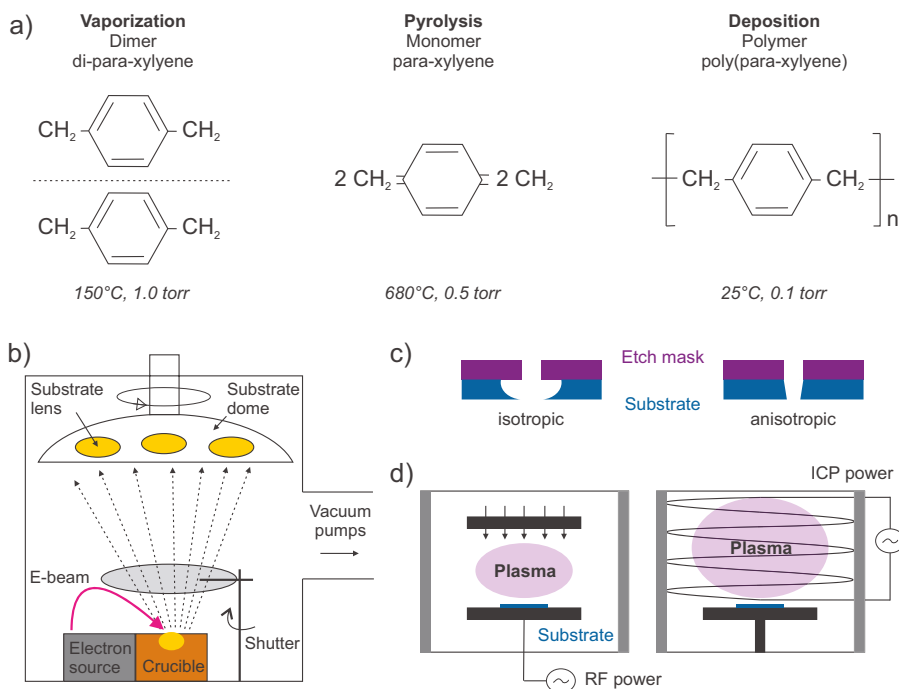 a)
Vaporization
Dimer
di-para-xylyene
CH₂
CH₂
CH₂
CH₂
150°C, 1.0 torr
Pyrolysis
Monomer
para-xylyene
2 CH₂
2 CH₂
680°C, 0.5 torr
Deposition
Polymer
poly(para-xylyene)
CH₂
CH₂
n
25°C, 0.1 torr
b)
Substrate
lens
Substrate
dome
Vacuum
pumps
E-beam
Shutter
Electron
source
Crucible
c)
Etch mask
Substrate
isotropic
anisotropic
d)
Plasma
Substrate
RF power
ICP power
Plasma